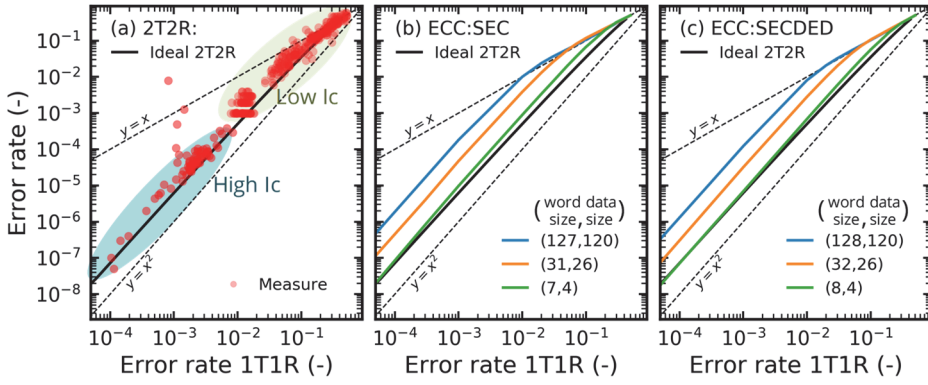 (a) 2T2R:
Ideal 2T2R
Low Ic
High Ic
y = x
y = x²
Measure
10⁻¹
10⁻²
10⁻³
10⁻⁴
10⁻⁵
10⁻⁶
10⁻⁷
10⁻⁸
Error rate (-)
10⁻⁴ 10⁻³ 10⁻² 10⁻¹
Error rate 1T1R (-)
(b) ECC:SEC
Ideal 2T2R
y = x
y = x²
(word data
size, size)
(127,120)
(31,26)
(7,4)
10⁻⁴ 10⁻³ 10⁻² 10⁻¹
Error rate 1T1R (-)
(c) ECC:SECDED
Ideal 2T2R
y = x
y = x²
(word data
size, size)
(128,120)
(32,26)
(8,4)
10⁻⁴ 10⁻³ 10⁻² 10⁻¹
Error rate 1T1R (-)